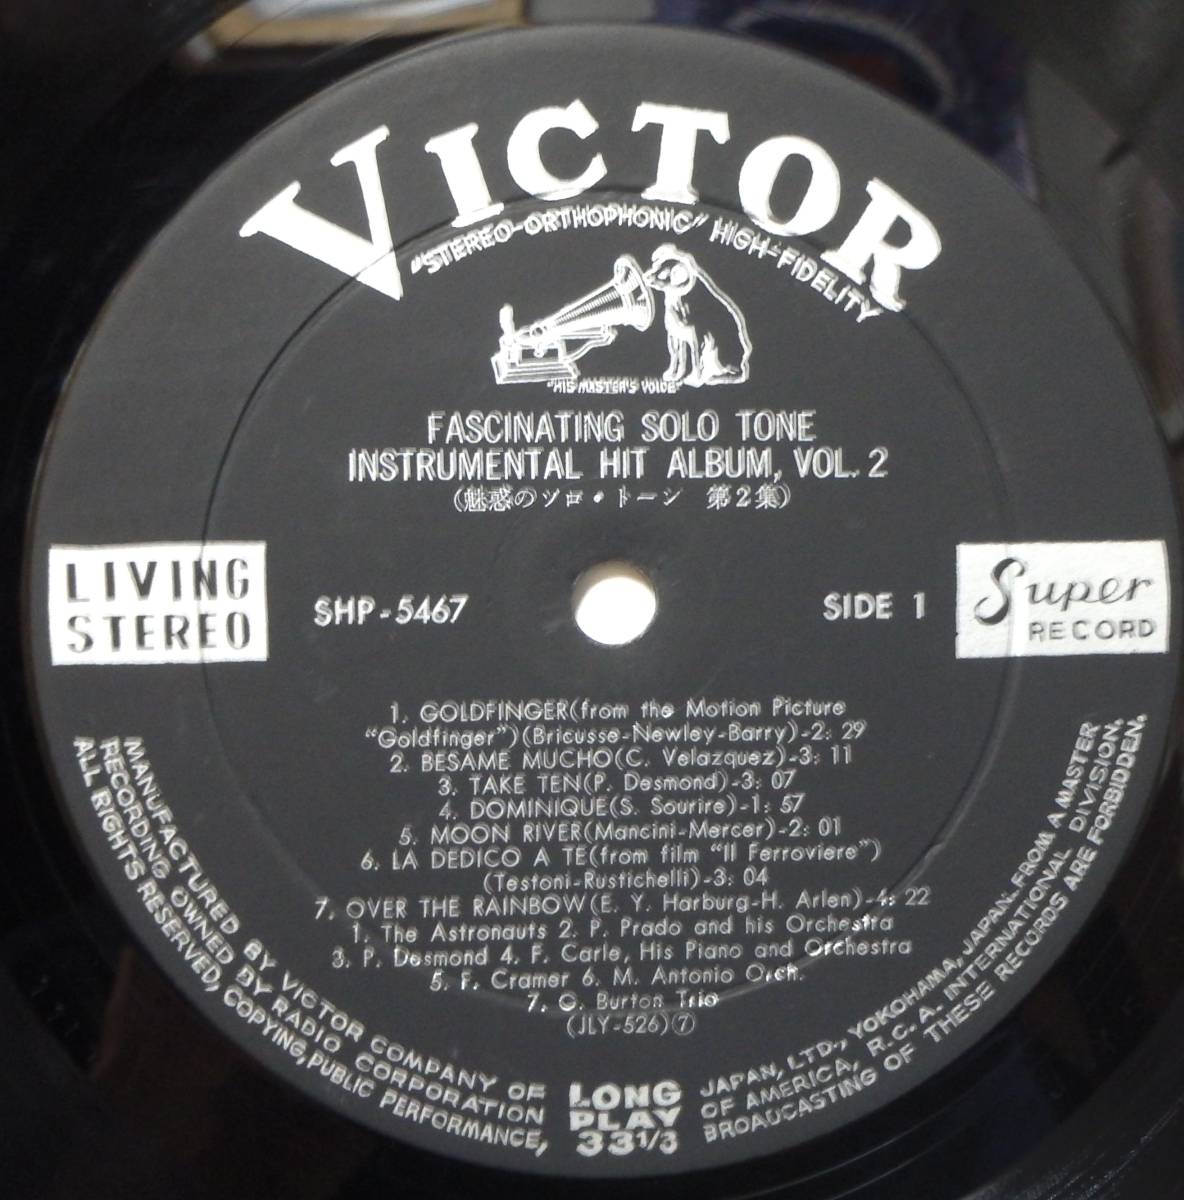 VICTOR
"STEREO-ORTHOPHONIC" HIGH-FIDELITY
"HIS MASTER'S VOICE"
FASCINATING SOLO TONE
INSTRUMENTAL HIT ALBUM, VOL. 2
(魅惑のソロ・トーン 第2集)
LIVING
STEREO
SHP-5467
SIDE 1
Super
RECORD
1. GOLDFINGER(from the Motion Picture
"Goldfinger")(Bricusse-Newley-Barry)-2: 29
2. BESAME MUCHO(C. Velazquez)-3: 11
3. TAKE TEN(P. Desmond)-3: 07
4. DOMINIQUE(S. Sourire)-1: 57
5. MOON RIVER(Mancini-Mercer)-2: 01
6. LA DEDICO A TE(from film "Il Ferroviere")
(Testoni-Rustichelli)-3: 04
7. OVER THE RAINBOW(E. Y. Harburg-H. Arlen)-4: 22
1. The Astronauts 2. P. Prado and his Orchestra
3. P. Desmond 4. F. Carle, His Piano and Orchestra
5. F. Cramer 6. M. Antonio Orch.
7. G. Burton Trio
(JLY-526)⑦
MANUFACTURED BY VICTOR COMPANY OF JAPAN, LTD., YOKOHAMA, JAPAN. FROM A MASTER
RECORDING OWNED BY RADIO CORPORATION OF AMERICA, R.C.A. INTERNATIONAL DIVISION.
ALL RIGHTS RESERVED, COPYING, PUBLIC PERFORMANCE, BROADCASTING OF THESE RECORDS ARE FORBIDDEN.
LONG
PLAY
33 1/3